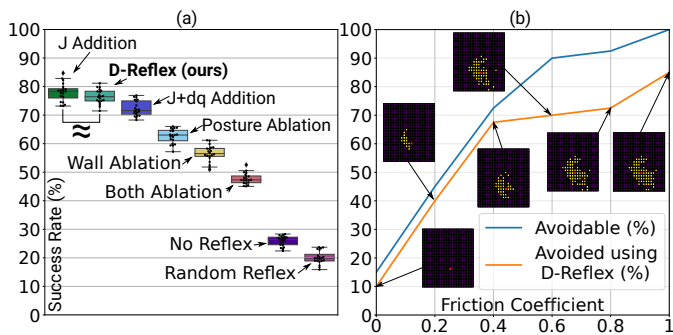 (a)
(b)
J Addition
D-Reflex (ours)
J+dq Addition
≈
Posture Ablation
Wall Ablation
Both Ablation
No Reflex
Random Reflex
Success Rate (%)
100
90
80
70
60
50
40
30
20
10
0
100
90
80
70
60
50
40
30
20
10
0
Avoidable (%)
Avoided using
D-Reflex (%)
Friction Coefficient
0 0.2 0.4 0.6 0.8 1